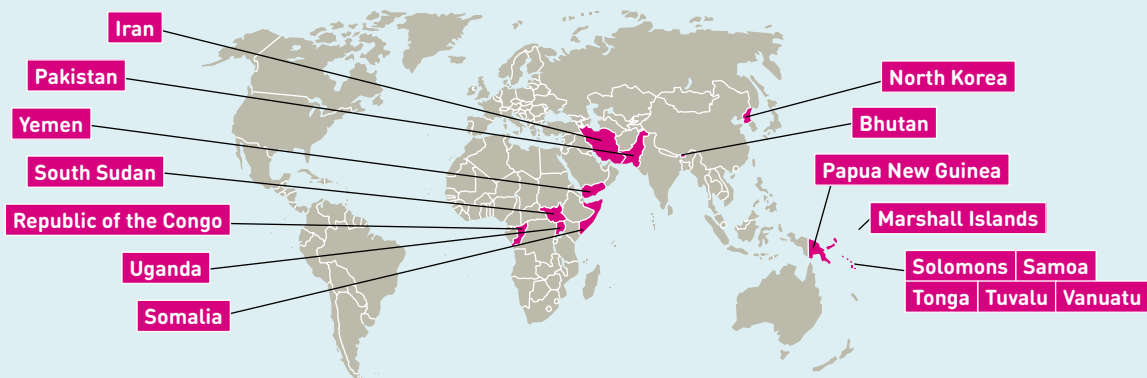 Iran
Pakistan
Yemen
South Sudan
Republic of the Congo
Uganda
Somalia
North Korea
Bhutan
Papua New Guinea
Marshall Islands
Solomons Samoa
Tonga Tuvalu Vanuatu